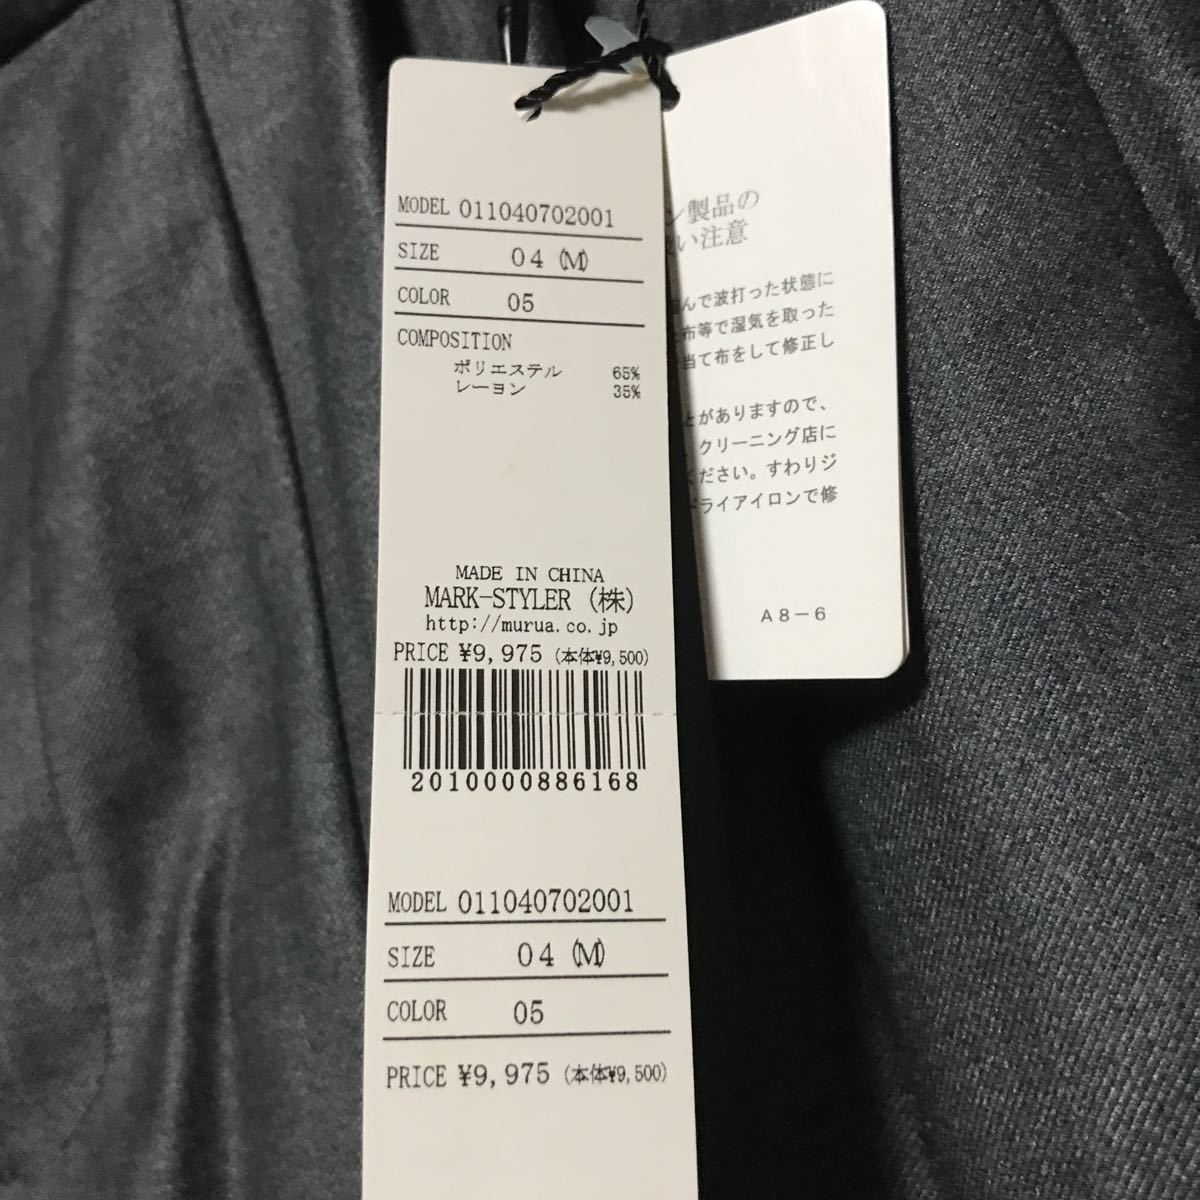 MODEL 011040702001
SIZE 04 (M)
COLOR 05
COMPOSITION
ポリエステル 65%
レーヨン 35%
MADE IN CHINA
MARK-STYLER (株)
http://murua.co.jp
PRICE ¥9,975 (本体¥9,500)
2010000886168
MODEL 011040702001
SIZE 04 (M)
COLOR 05
PRICE ¥9,975 (本体¥9,500)
ン製品の
い注意
んで波打った状態に
布等で湿気を取った
当て布をして修正し
とがありますので、
クリーニング店に
ください。すわりジ
ドライアイロンで修
A8-6